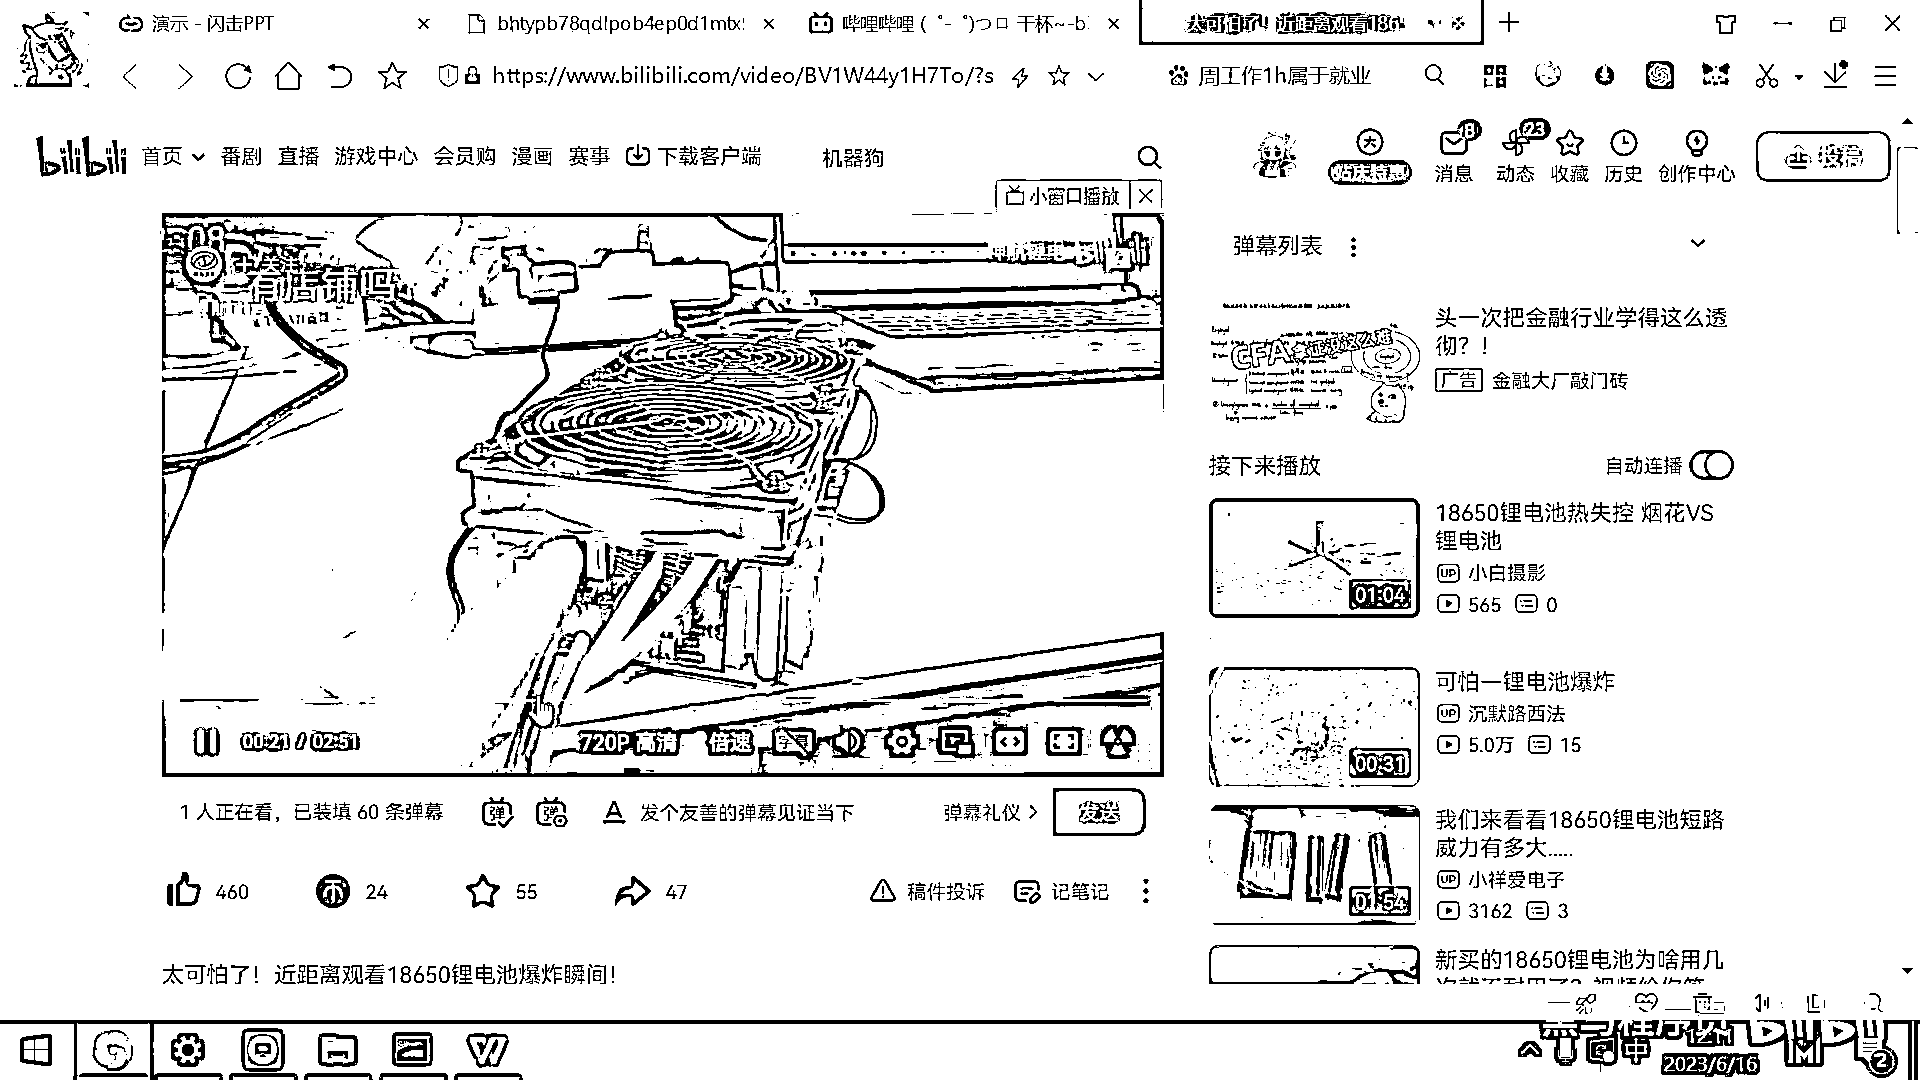 演示 - 闪击PPT
bhtypb78qd!pob4ep0d1mtx
哔哩哔哩 ( ゜- ゜)つロ 干杯~-b
太可怕了！近距离观看186
https://www.bilibili.com/video/BV1W44y1H7To/?s
周工作1h属于就业
bilibili
首页
番剧
直播
游戏中心
会员购
漫画
赛事
下载客户端
机器狗
大
消息
23
动态
收藏
历史
创作中心
投稿
小窗口播放
有店铺吗
00:21 / 02:51
720P 高清
倍速
1 人正在看，已装填 60 条弹幕
发个友善的弹幕见证当下
弹幕礼仪
发送
460
24
55
47
稿件投诉
记笔记
太可怕了！近距离观看18650锂电池爆炸瞬间！
弹幕列表
CFA
头一次把金融行业学得这么透
彻？！
广告 金融大厂敲门砖
接下来播放
自动连播
01:04
18650锂电池热失控 烟花VS
锂电池
UP 小白摄影
565
0
00:31
可怕—锂电池爆炸
UP 沉默路西法
5.0万
15
01:54
我们来看看18650锂电池短路
威力有多大.....
UP 小祥爱电子
3162
3
新买的18650锂电池为啥用几
中
2023/6/16
2